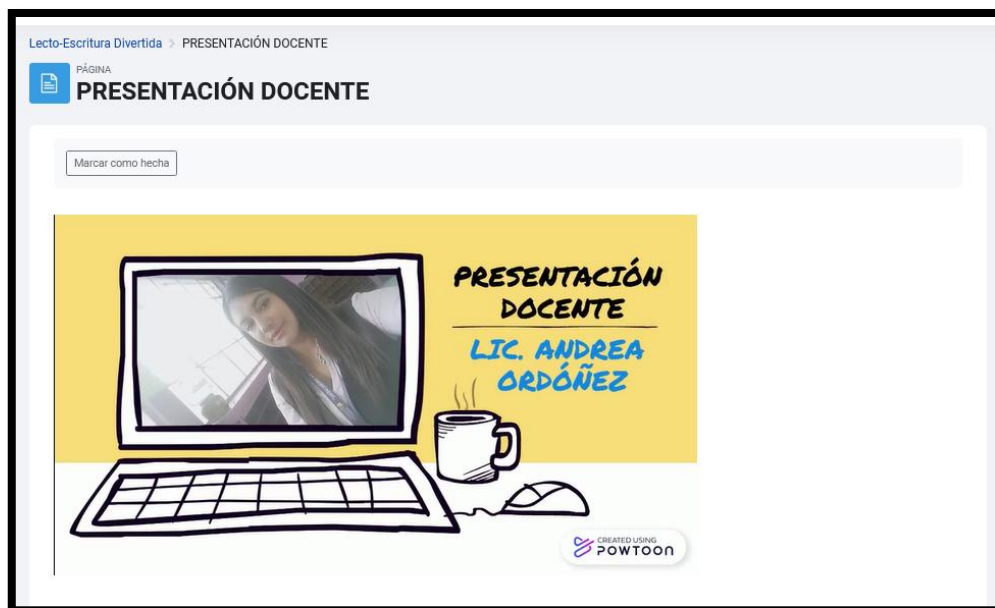 Lecto-Escritura Divertida > PRESENTACIÓN DOCENTE
PÁGINA
PRESENTACIÓN DOCENTE
Marcar como hecha
PRESENTACIÓN
DOCENTE
LIC. ANDREA
ORDÓÑEZ
CREATED USING
POWTOON